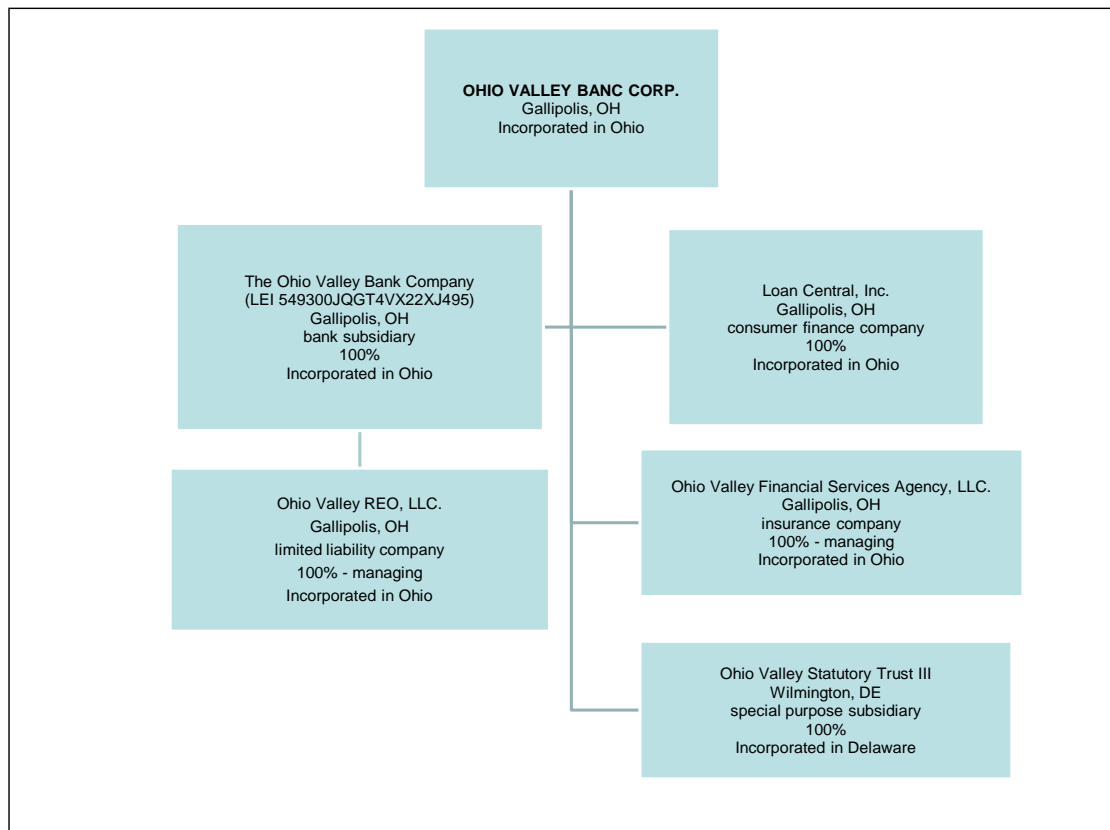 OHIO VALLEY BANC CORP.
Gallipolis, OH
Incorporated in Ohio
The Ohio Valley Bank Company
(LEI 549300JQGT4VX22XJ495)
Gallipolis, OH
bank subsidiary
100%
Incorporated in Ohio
Loan Central, Inc.
Gallipolis, OH
consumer finance company
100%
Incorporated in Ohio
Ohio Valley REO, LLC.
Gallipolis, OH
limited liability company
100% - managing
Incorporated in Ohio
Ohio Valley Financial Services Agency, LLC.
Gallipolis, OH
insurance company
100% - managing
Incorporated in Ohio
Ohio Valley Statutory Trust III
Wilmington, DE
special purpose subsidiary
100%
Incorporated in Delaware